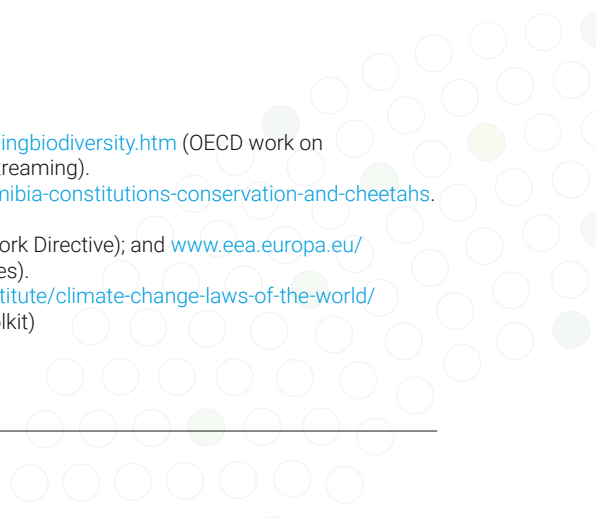 ingbiodiversity.htm (OECD work on
treaming).
nibia-constitutions-conservation-and-cheetahs.
ork Directive); and www.eea.europa.eu/
es).
titute/climate-change-laws-of-the-world/
lkit)